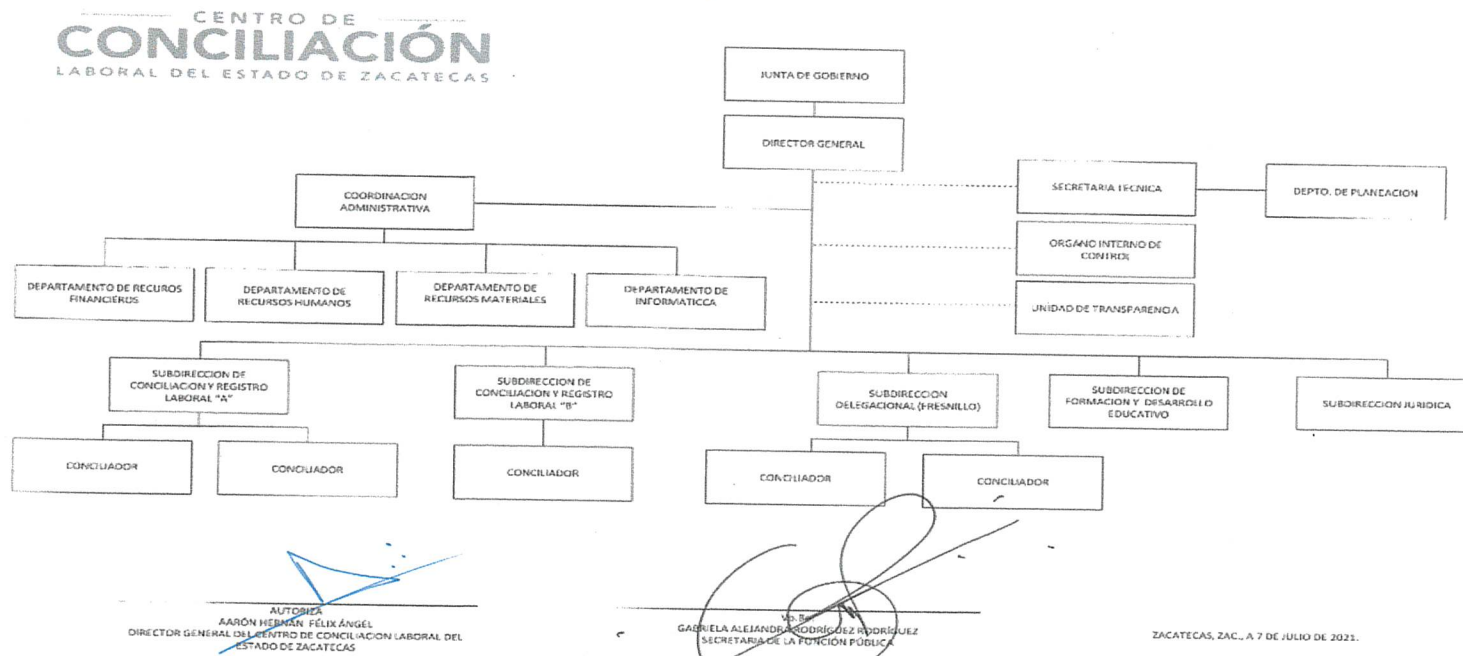 CENTRO DE
CONCILIACIÓN
LABORAL DEL ESTADO DE ZACATECAS
JUNTA DE GOBIERNO
DIRECTOR GENERAL
COORDINACION
ADMINISTRATIVA
SECRETARIA TECNICA
DEPTO. DE PLANEACION
ORGANO INTERNO DE
CONTROL
UNIDAD DE TRANSPARENCIA
DEPARTAMENTO DE RECUROS
FINANCIEROS
DEPARTAMENTO DE
RECURSOS HUMANOS
DEPARTAMENTO DE
RECURSOS MATERIALES
DEPARTAMENTO DE
INFORMATICCA
SUBDIRECCION DE
CONCILIACION Y REGISTRO
LABORAL "A"
SUBDIRECCION DE
CONCILIACION Y REGISTRO
LABORAL "B"
SUBDIRECCION
DELEGACIONAL (FRESNILLO)
SUBDIRECCION DE
FORMACION Y DESARROLLO
EDUCATIVO
SUBDIRECCION JURIDICA
CONCILIADOR
CONCILIADOR
CONCILIADOR
CONCILIADOR
CONCILIADOR
AUTORIZA
AARÓN HERNÁN FÉLIX ÁNGEL
DIRECTOR GENERAL DEL CENTRO DE CONCILIACION LABORAL DEL
ESTADO DE ZACATECAS
Vo. Bo.
GABRIELA ALEJANDRA RODRÍGUEZ RODRÍGUEZ
SECRETARIA DE LA FUNCIÓN PÚBLICA
ZACATECAS, ZAC., A 7 DE JULIO DE 2021.